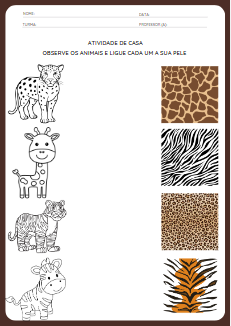 NOME:
DATA:
TURMA:
PROFESSOR (A):
ATIVIDADE DE CASA
OBSERVE OS ANIMAIS E LIGUE CADA UM A SUA PELE